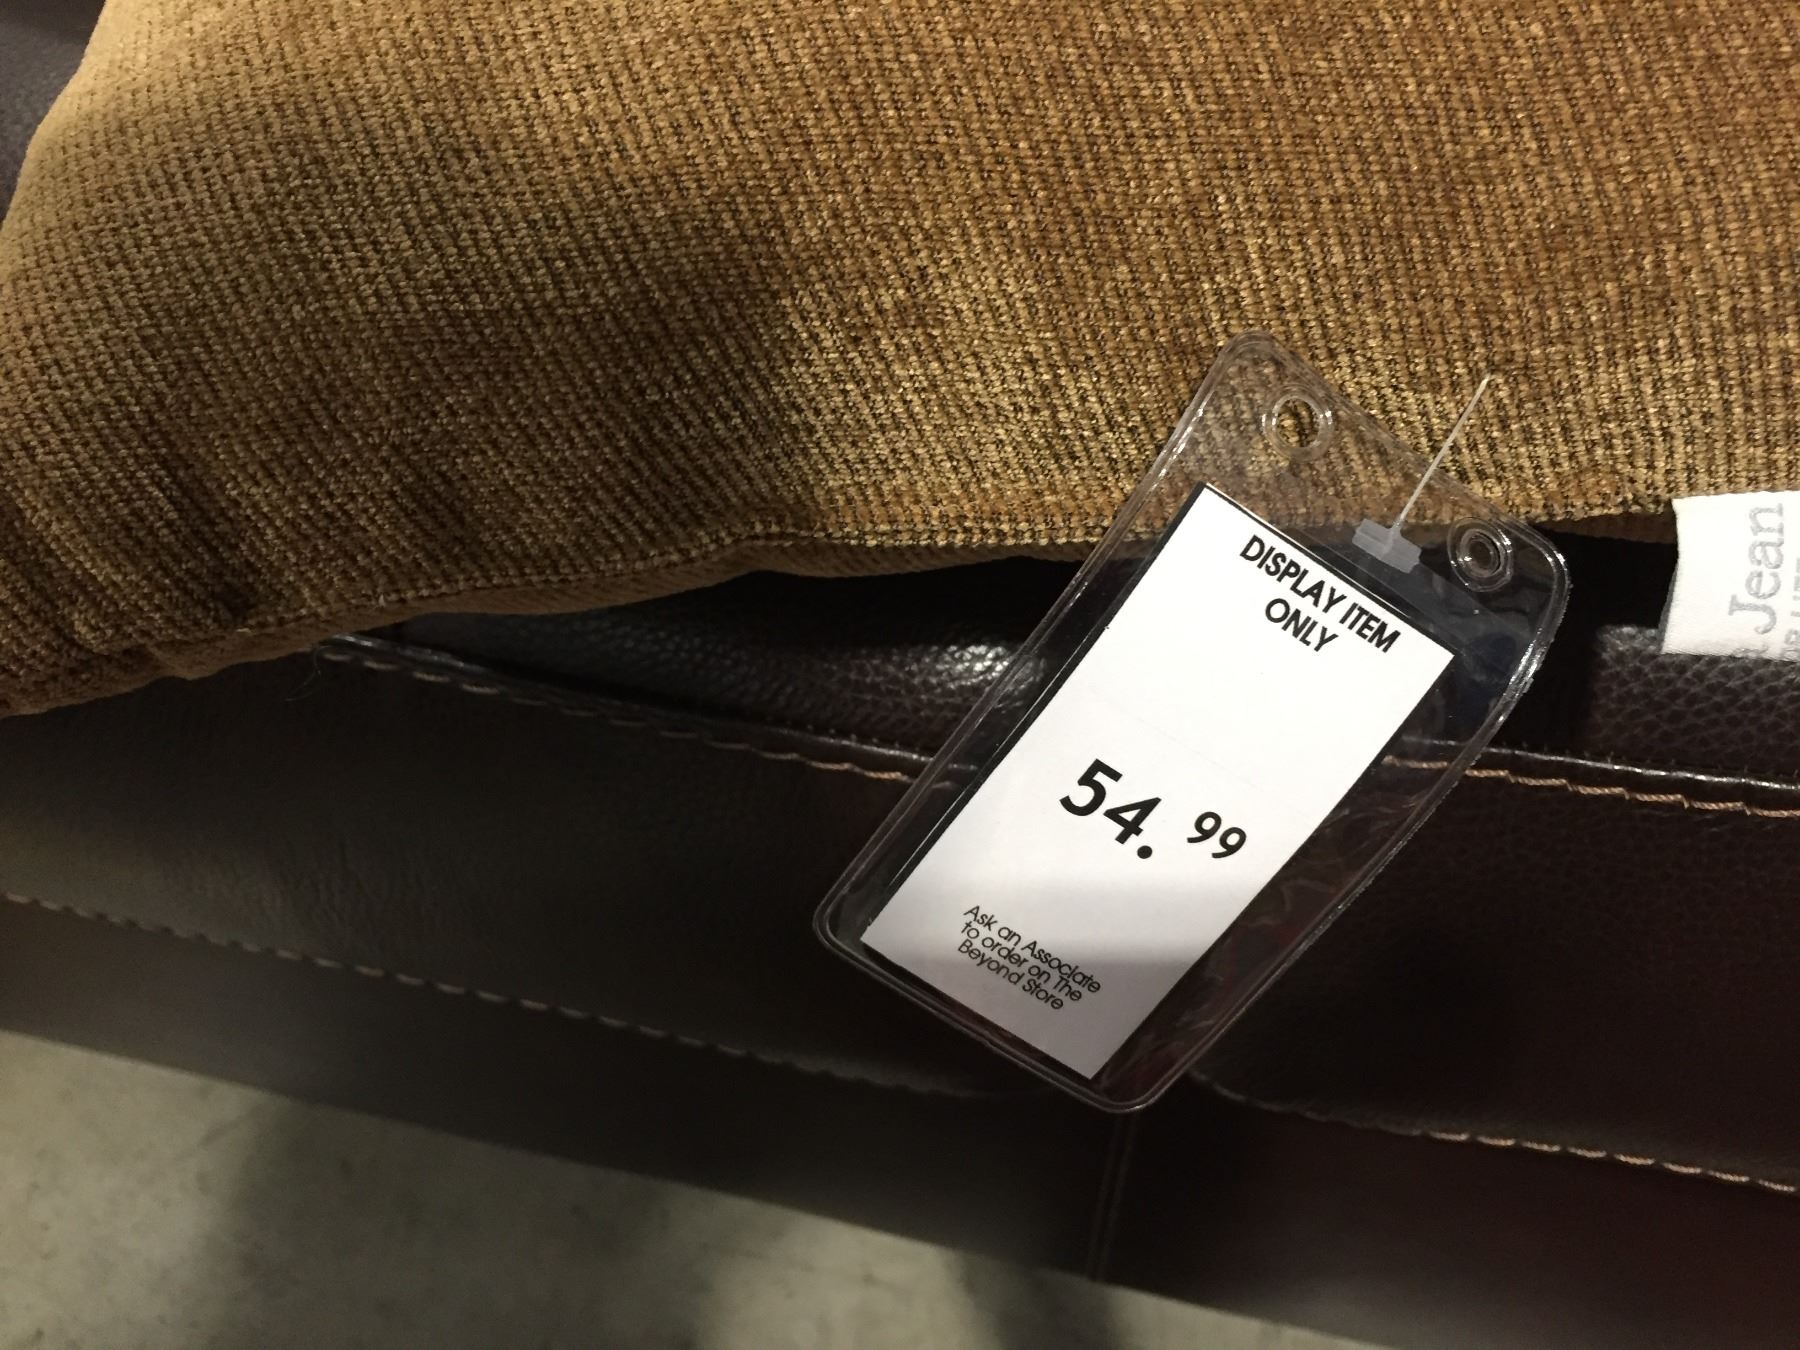 DISPLAY ITEM
ONLY
54.99
Ask an Associate
to order on The
Beyond Store
Jean